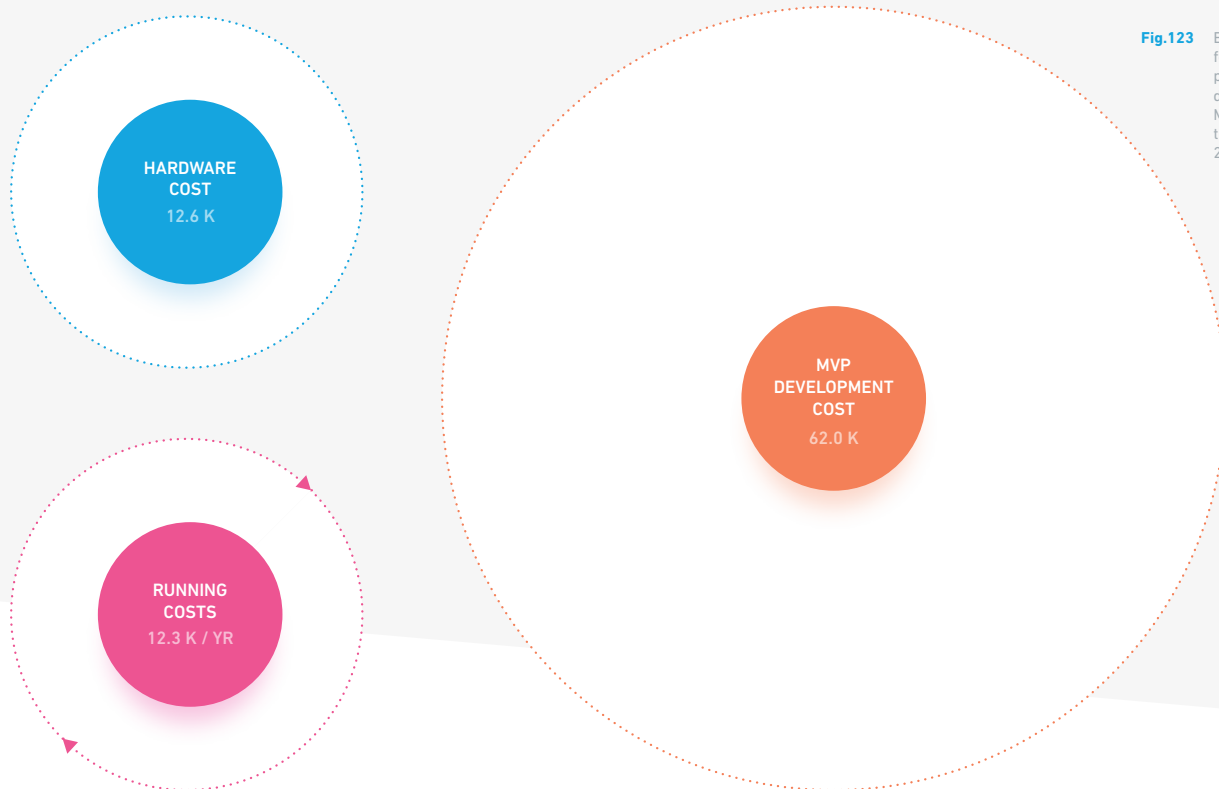 HARDWARE
COST
12.6 K
Fig.123
MVP
DEVELOPMENT
COST
62.0 K
RUNNING
COSTS
12.3 K / YR